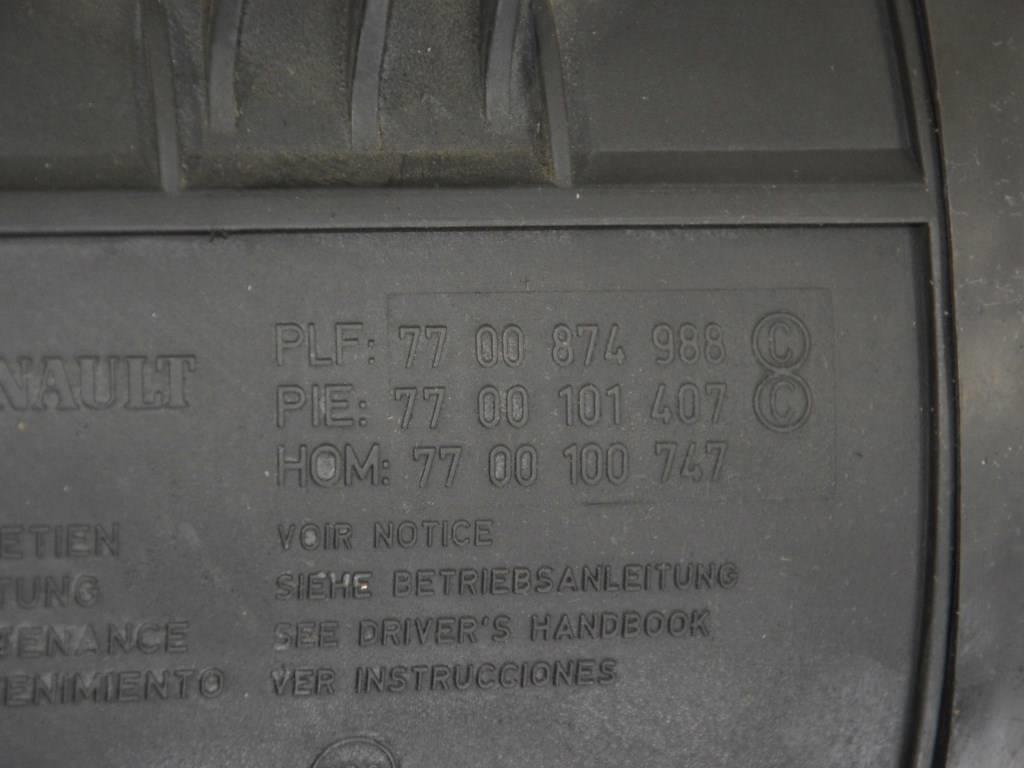 PLF: 77 00 874 988 Ⓒ
NAULT PIE: 77 00 101 407 Ⓒ
HOM: 77 00 100 747
ETIEN VOIR NOTICE
TUNG SIEHE BETRIEBSANLEITUNG
ENANCE SEE DRIVER'S HANDBOOK
ENIMIENTO VER INSTRUCCIONES